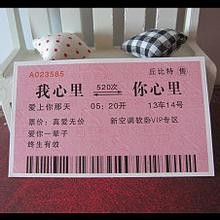 A023585 丘比特 售
我心里 520次 你心里
爱上你那天 05:20开 13车14号
票价:真爱无价 新空调软卧VIP专区
爱你一辈子
终生有效